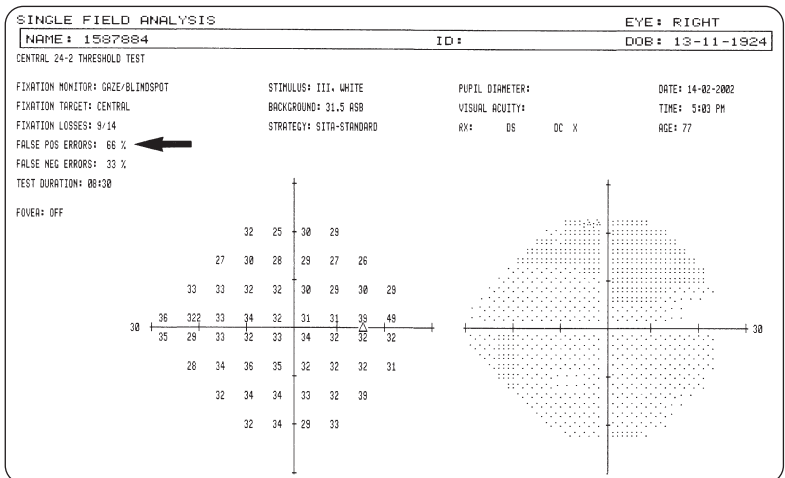 SINGLE FIELD ANALYSIS EYE: RIGHT
NAME: 1587884 ID: DOB: 13-11-1924
CENTRAL 24-2 THRESHOLD TEST
FIXATION MONITOR: GAZE/BLINDSPOT STIMULUS: III, WHITE PUPIL DIAMETER: DATE: 14-02-2002
FIXATION TARGET: CENTRAL BACKGROUND: 31.5 ASB VISUAL ACUITY: TIME: 5:03 PM
FIXATION LOSSES: 9/14 STRATEGY: SITA-STANDARD RX: DS DC X AGE: 77
FALSE POS ERRORS: 66 %
FALSE NEG ERRORS: 33 %
TEST DURATION: 08:30
FOVEA: OFF
32 25 30 29
27 30 28 29 27 26
33 33 32 32 30 29 30 29
36 322 33 34 32 31 31 39 49
30 30
35 29 33 32 33 34 32 32 32
28 34 36 35 32 32 32 31
32 34 34 33 32 39
32 34 29 33